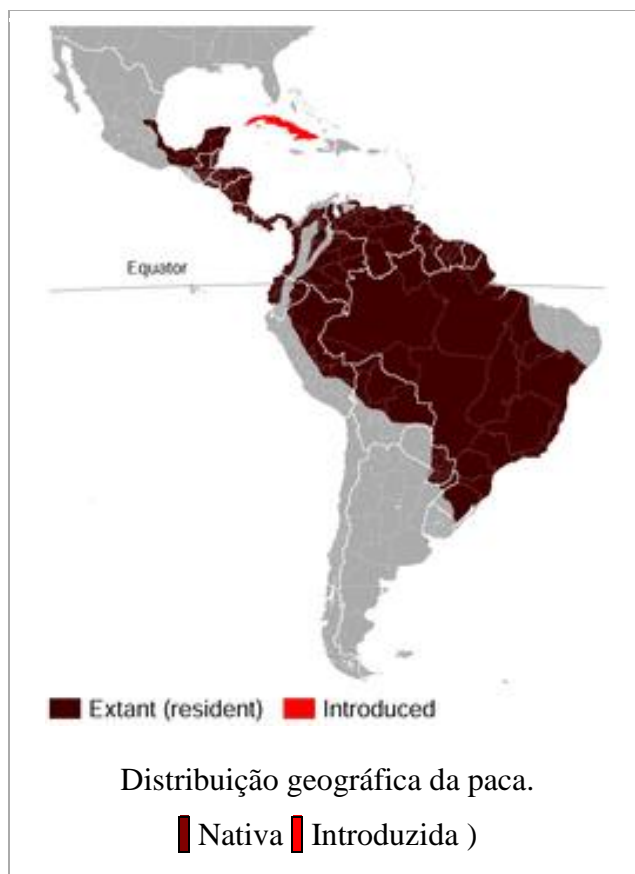 Equator
Extant (resident) Introduced
Distribuição geográfica da paca.
Nativa Introduzida )